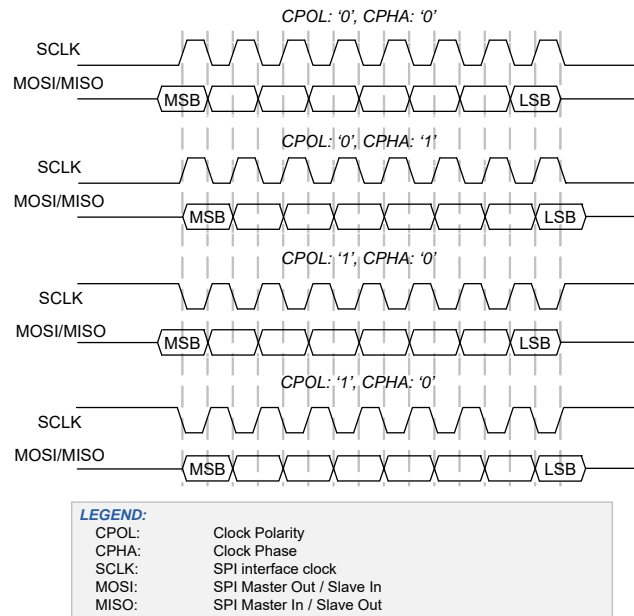 CPOL: ‘0’, CPHA: ‘0’
SCLK
MOSI/MISO
MSB LSB
CPOL: ‘0’, CPHA: ‘1’
SCLK
MOSI/MISO
MSB LSB
CPOL: ‘1’, CPHA: ‘0’
SCLK
MOSI/MISO
MSB LSB
CPOL: ‘1’, CPHA: ‘0’
SCLK
MOSI/MISO
MSB LSB
LEGEND:
CPOL: Clock Polarity
CPHA: Clock Phase
SCLK: SPI interface clock
MOSI: SPI Master Out / Slave In
MISO: SPI Master In / Slave Out